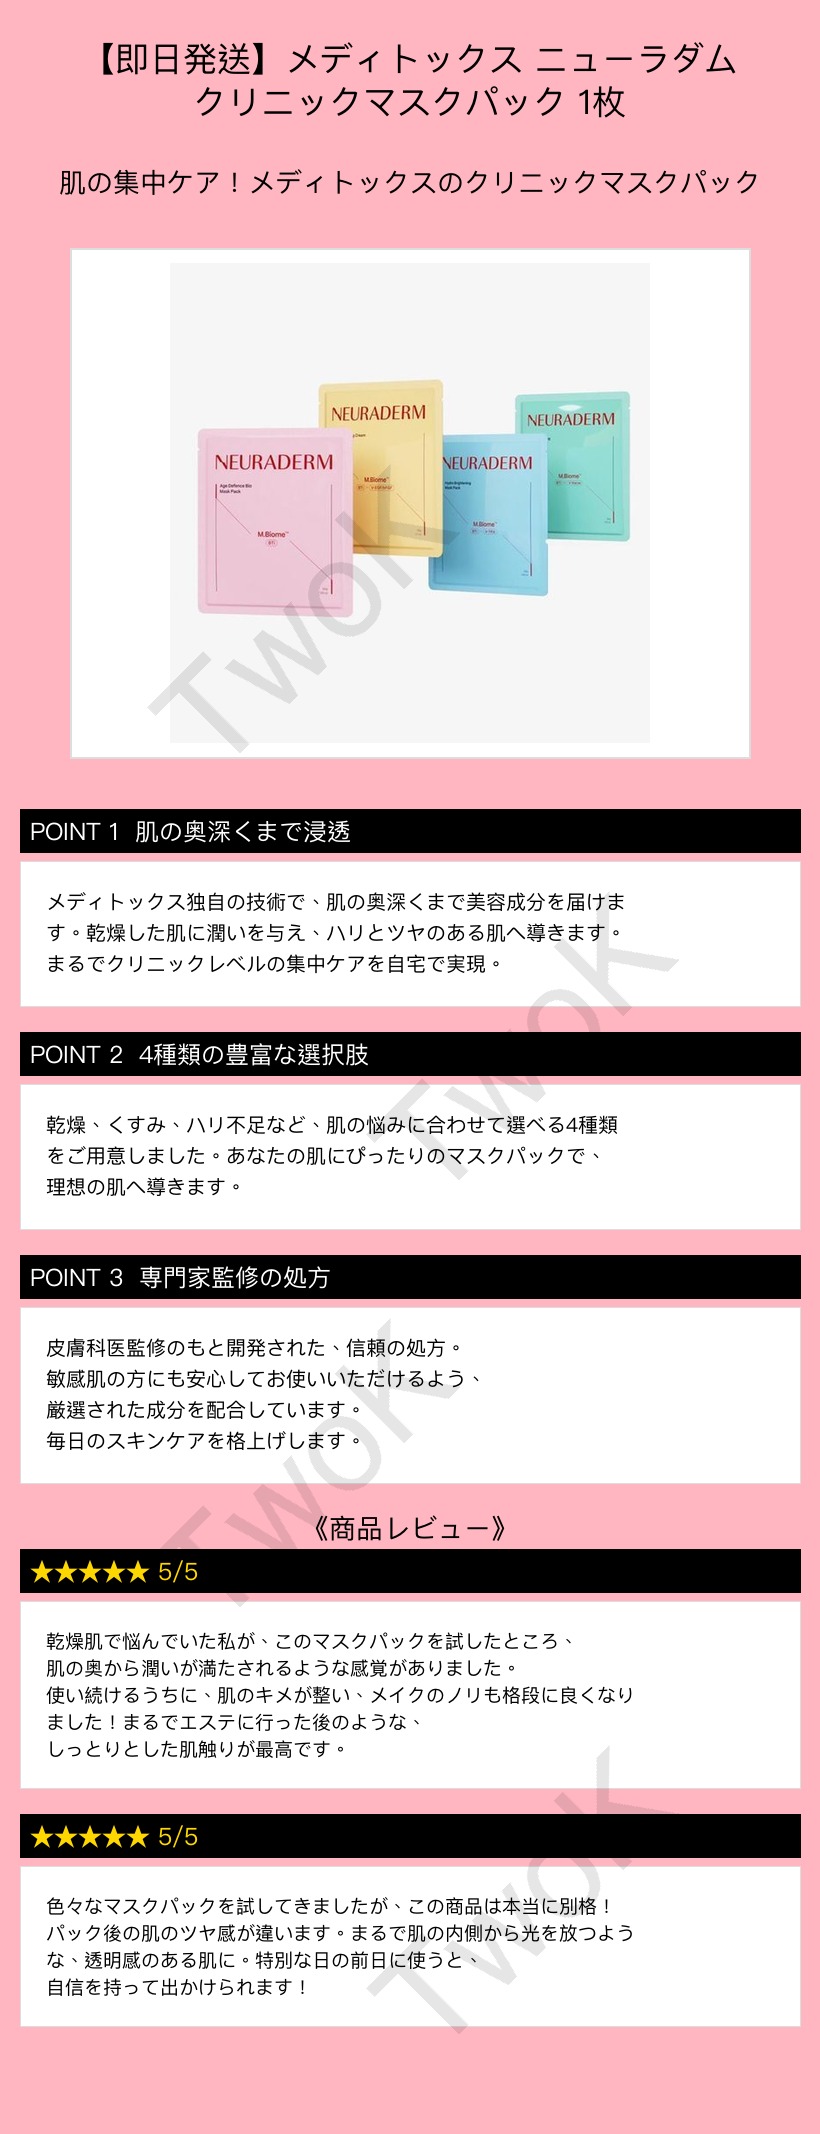 【即日発送】メディトックス ニューラダム
クリニックマスクパック 1枚
肌の集中ケア！メディトックスのクリニックマスクパック
NEURADERM
NEURADERM
NEURADERM
NEURADERM
Age Defence Bio
Mask Pack
Cream
Hydro Brightening
Mask Pack
M.Biome™
M.Biome™
M.Biome™
M.Biome™
TwoK
POINT 1 肌の奥深くまで浸透
メディトックス独自の技術で、肌の奥深くまで美容成分を届けま
す。乾燥した肌に潤いを与え、ハリとツヤのある肌へ導きます。
まるでクリニックレベルの集中ケアを自宅で実現。
TwoK
POINT 2 4種類の豊富な選択肢
乾燥、くすみ、ハリ不足など、肌の悩みに合わせて選べる4種類
をご用意しました。あなたの肌にぴったりのマスクパックで、
理想の肌へ導きます。
POINT 3 専門家監修の処方
皮膚科医監修のもと開発された、信頼の処方。
敏感肌の方にも安心してお使いいただけるよう、
厳選された成分を配合しています。
毎日のスキンケアを格上げします。
TwoK
《商品レビュー》
★★★★★ 5/5
乾燥肌で悩んでいた私が、このマスクパックを試したところ、
肌の奥から潤いが満たされるような感覚がありました。
使い続けるうちに、肌のキメが整い、メイクのノリも格段に良くなり
ました！まるでエステに行った後のような、
しっとりとした肌触りが最高です。
★★★★★ 5/5
色々なマスクパックを試してきましたが、この商品は本当に別格！
パック後の肌のツヤ感が違います。まるで肌の内側から光を放つよう
な、透明感のある肌に。特別な日の前日に使うと、
自信を持って出かけられます！
TwoK